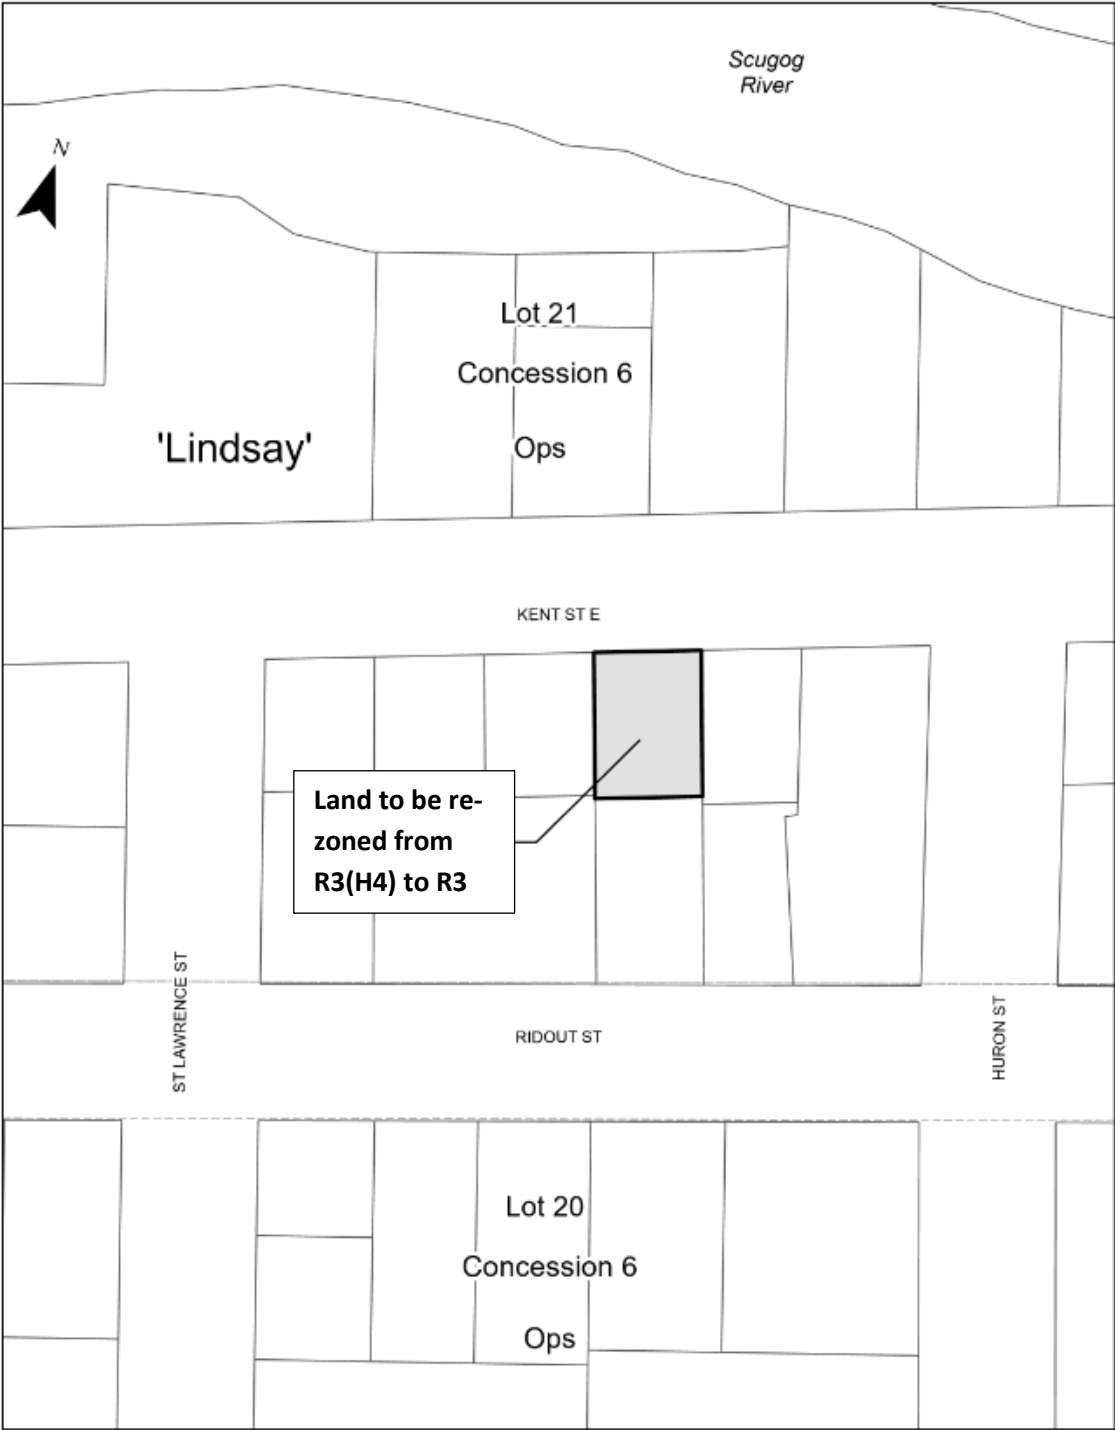 Scugog
River
N
Lot 21
Concession 6
'Lindsay'
Ops
KENT ST E
Land to be re-
zoned from
R3(H4) to R3
ST LAWRENCE ST
RIDOUT ST
HURON ST
Lot 20
Concession 6
Ops